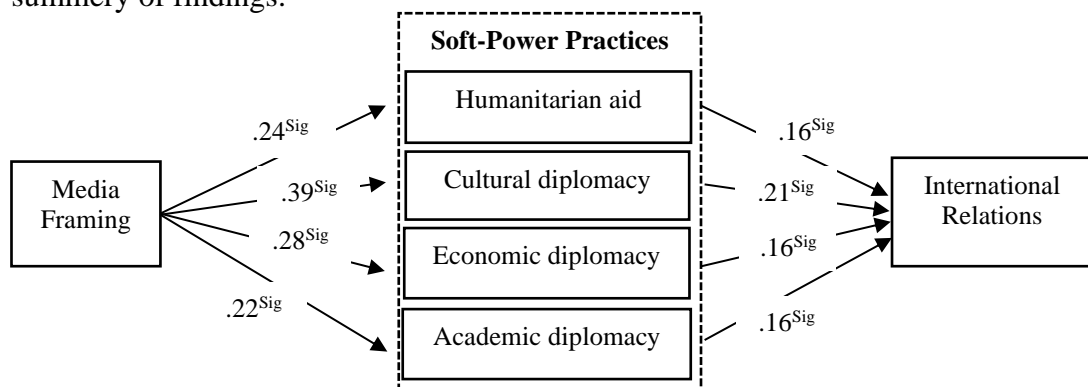 summery of findings.
Soft-Power Practices
Humanitarian aid
.24Sig
.16Sig
Media
Framing
.39Sig
Cultural diplomacy
.21Sig
International
Relations
.28Sig
Economic diplomacy
.16Sig
.22Sig
Academic diplomacy
.16Sig